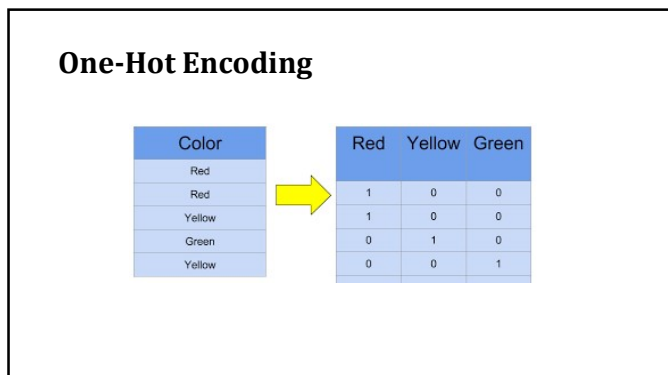 One-Hot Encoding
Color
Red
Red
Yellow
Green
Yellow
Red Yellow Green
1 0 0
1 0 0
0 1 0
0 0 1